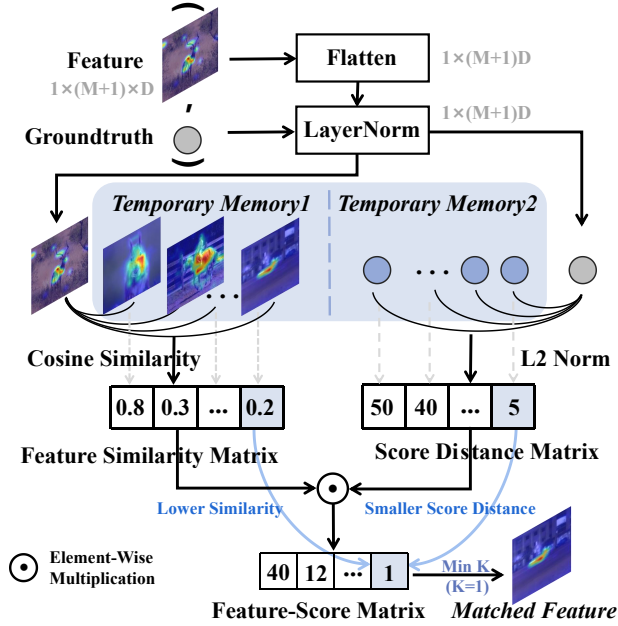 Feature
1×(M+1)×D
Flatten
1×(M+1)D
,
Groundtruth
LayerNorm
1×(M+1)D
Temporary Memory1
Temporary Memory2
...
...
Cosine Similarity
L2 Norm
0.8 0.3 ... 0.2
50 40 ... 5
Feature Similarity Matrix
Score Distance Matrix
Lower Similarity
Smaller Score Distance
Element-Wise
Multiplication
40 12 ... 1
Min K
(K=1)
Feature-Score Matrix
Matched Feature